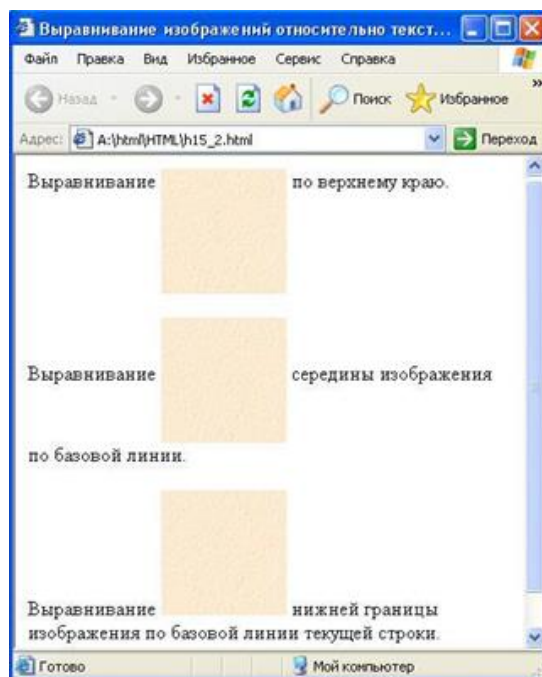 Выравнивание изображений относительно текст...
Файл Правка Вид Избранное Сервис Справка
Назад Поиск Избранное »
Адрес: A:\html\HTML\h15_2.html Переход
Выравнивание по верхнему краю.
Выравнивание середины изображения
по базовой линии.
Выравнивание нижней границы
изображения по базовой линии текущей строки.
Готово Мой компьютер